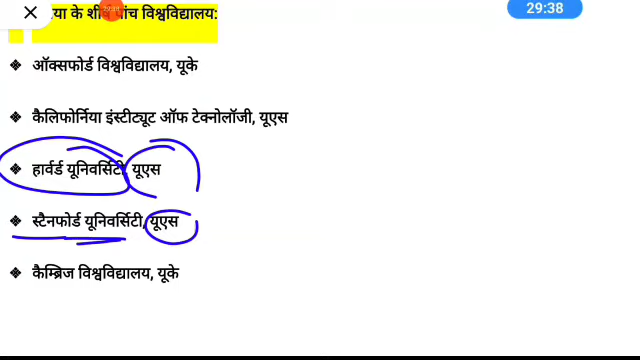 के शीर्ष पांच विश्वविद्यालय:
29:38
❖ ऑक्सफोर्ड विश्वविद्यालय, यूके
❖ कैलिफोर्निया इंस्टीट्यूट ऑफ टेक्नोलॉजी, यूएस
❖ हार्वर्ड यूनिवर्सिटी, यूएस
❖ स्टैनफोर्ड यूनिवर्सिटी, यूएस
❖ कैम्ब्रिज विश्वविद्यालय, यूके